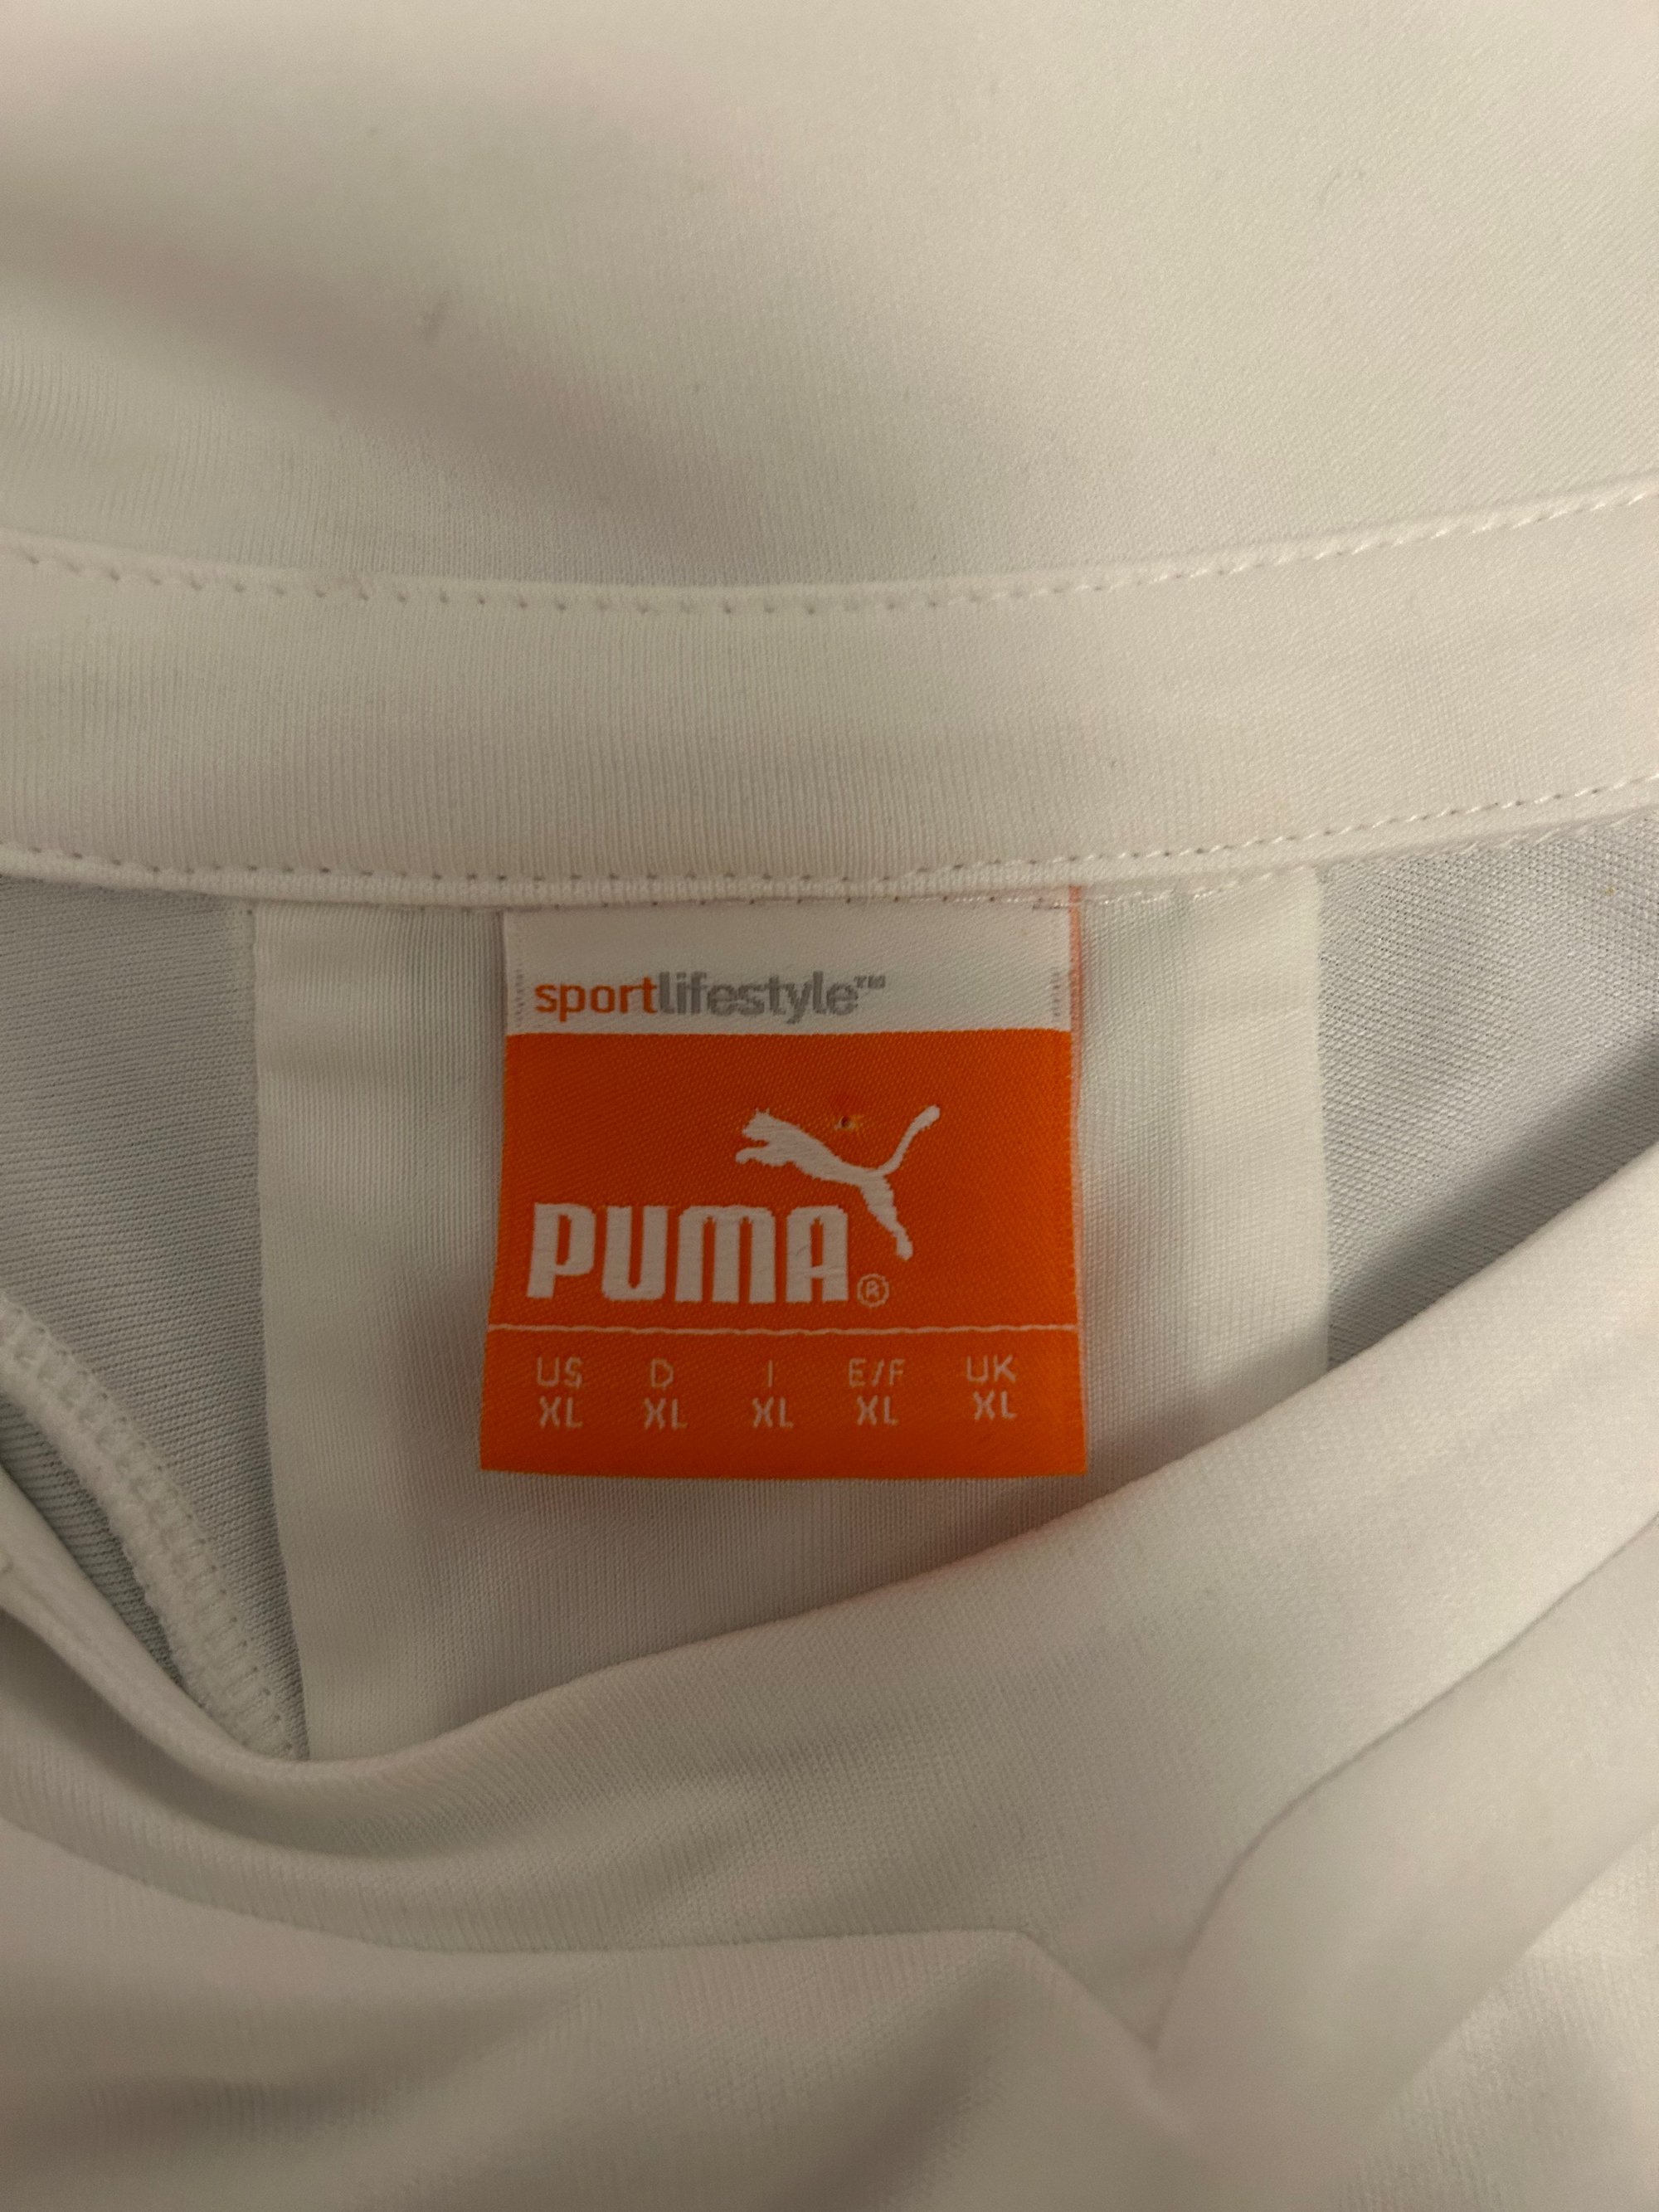 sportlifestyle™
PUMA®
US D I E/F UK
XL XL XL XL XL